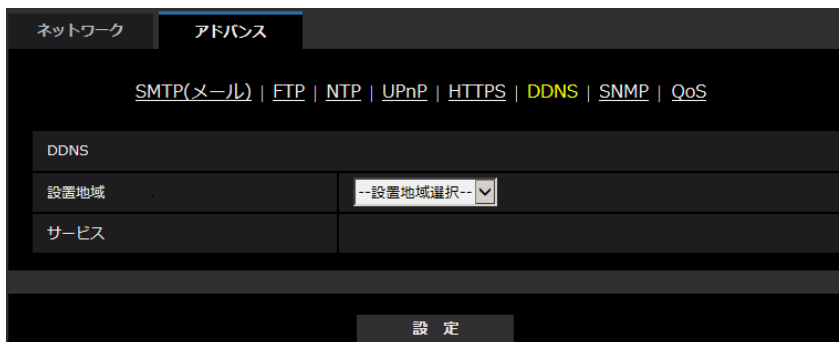 ネットワーク アドバンス
SMTP(メール) | FTP | NTP | UPnP | HTTPS | DDNS | SNMP | QoS
DDNS
設置地域 --設置地域選択--
サービス
設 定